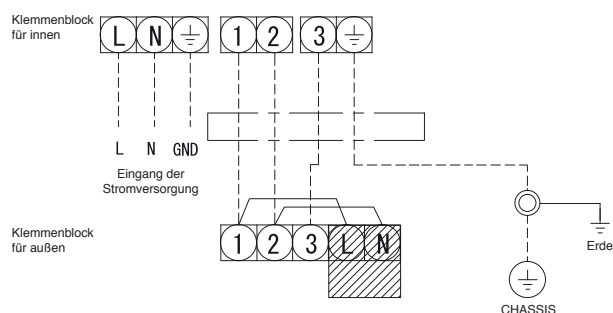 Klemmenblock
für innen
L N 1 2 3
L N GND
Eingang der
Stromversorgung
Klemmenblock
für außen
1 2 3 L N
Erde
CHASSIS